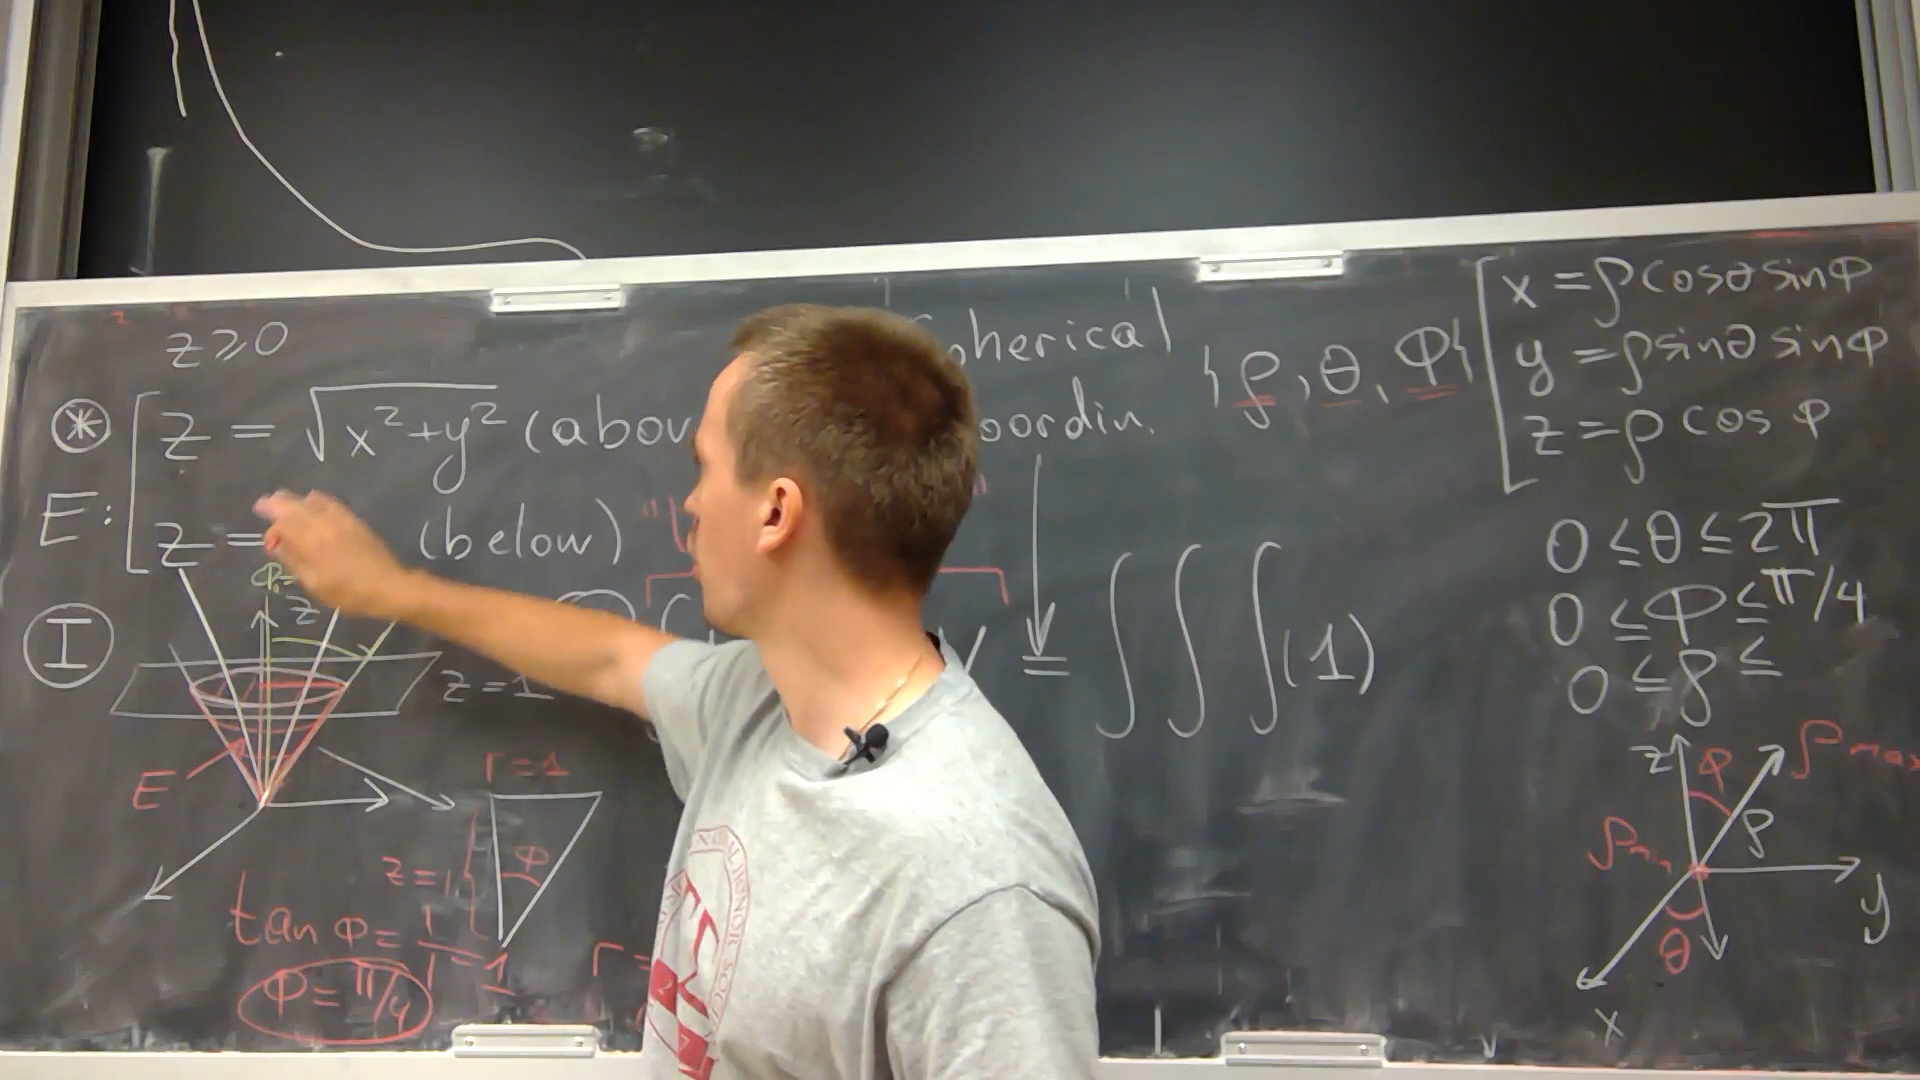 z ≥ 0
⊛ z = √x²+y² (abov
E: z = (below)
I
z
z = 1
E
r = 1
z = 1
φ
tan φ = 1/1 = 1
φ = π/4
r =
pherical
oordin.
{ρ, θ, φ}
x = ρ cosθ sinφ
y = ρ sinθ sinφ
z = ρ cos φ
= ∫∫∫(1)
0 ≤ θ ≤ 2π
0 ≤ φ ≤ π/4
0 ≤ ρ ≤
z
φ
ρmax
ρ
ρmin
y
θ
x